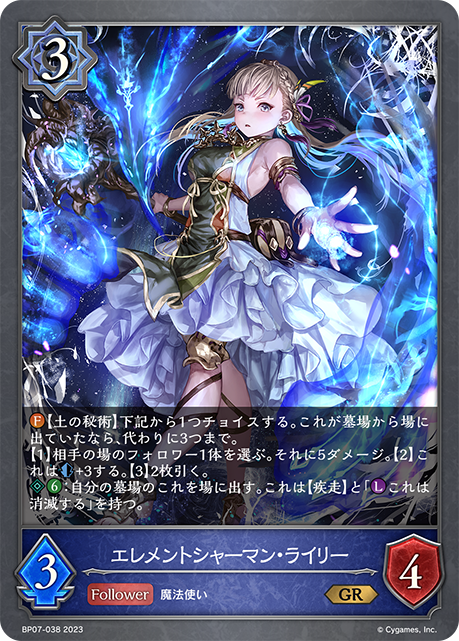 3
F【土の秘術】下記から1つチョイスする。これが墓場から場に
出ていたなら、代わりに3つまで。
【1】相手の場のフォロワー1体を選ぶ。それに5ダメージ。【2】こ
れは+3する。【3】2枚引く。
6:自分の墓場のこれを場に出す。これは【疾走】と「Lこれは
消滅する」を持つ。
エレメントシャーマン・ライリー
3
Follower 魔法使い GR
4
BP07-038 2023 © Cygames, Inc.